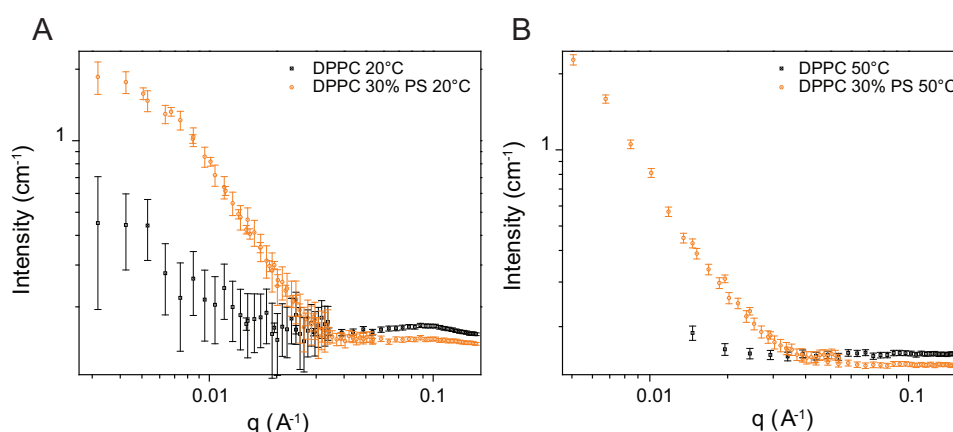 A
DPPC 20°C
DPPC 30% PS 20°C
1
Intensity (cm⁻¹)
0.01
0.1
q (A⁻¹)
B
DPPC 50°C
DPPC 30% PS 50°C
1
Intensity (cm⁻¹)
0.01
0.1
q (A⁻¹)